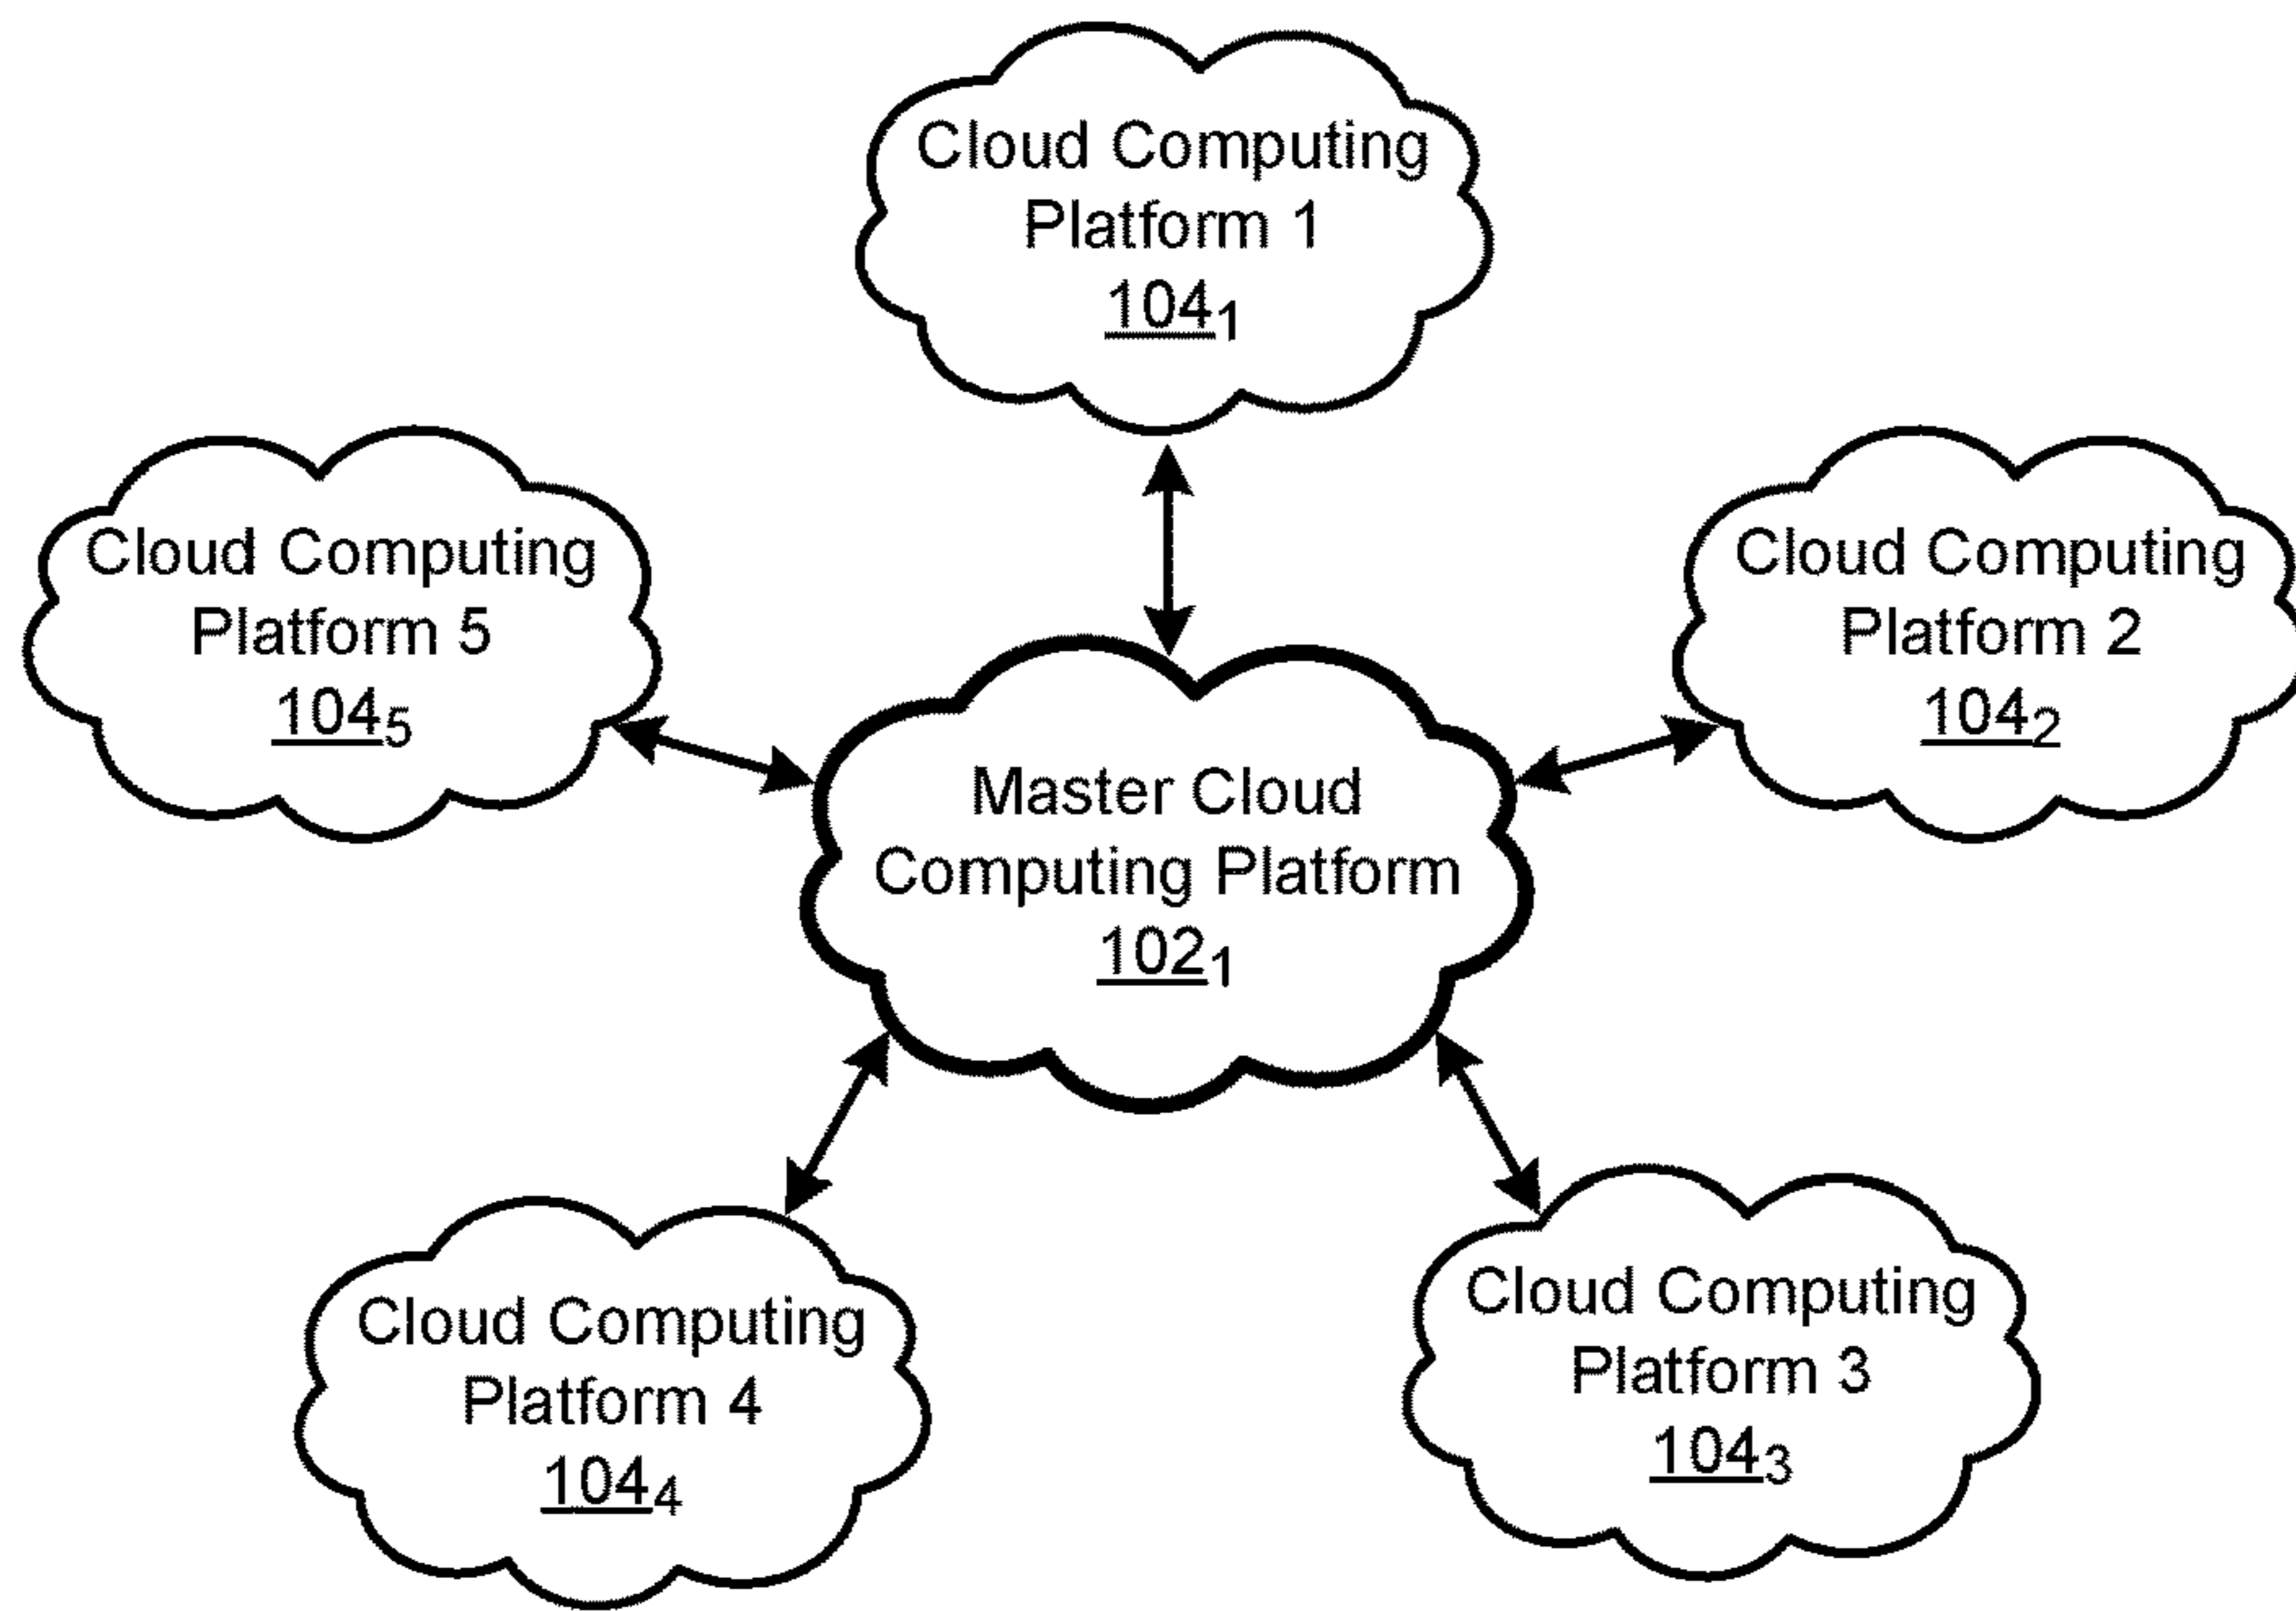 Cloud Computing
Platform 1
104₁
Cloud Computing
Platform 5
104₅
Cloud Computing
Platform 2
104₂
Master Cloud
Computing Platform
102₁
Cloud Computing
Platform 4
104₄
Cloud Computing
Platform 3
104₃